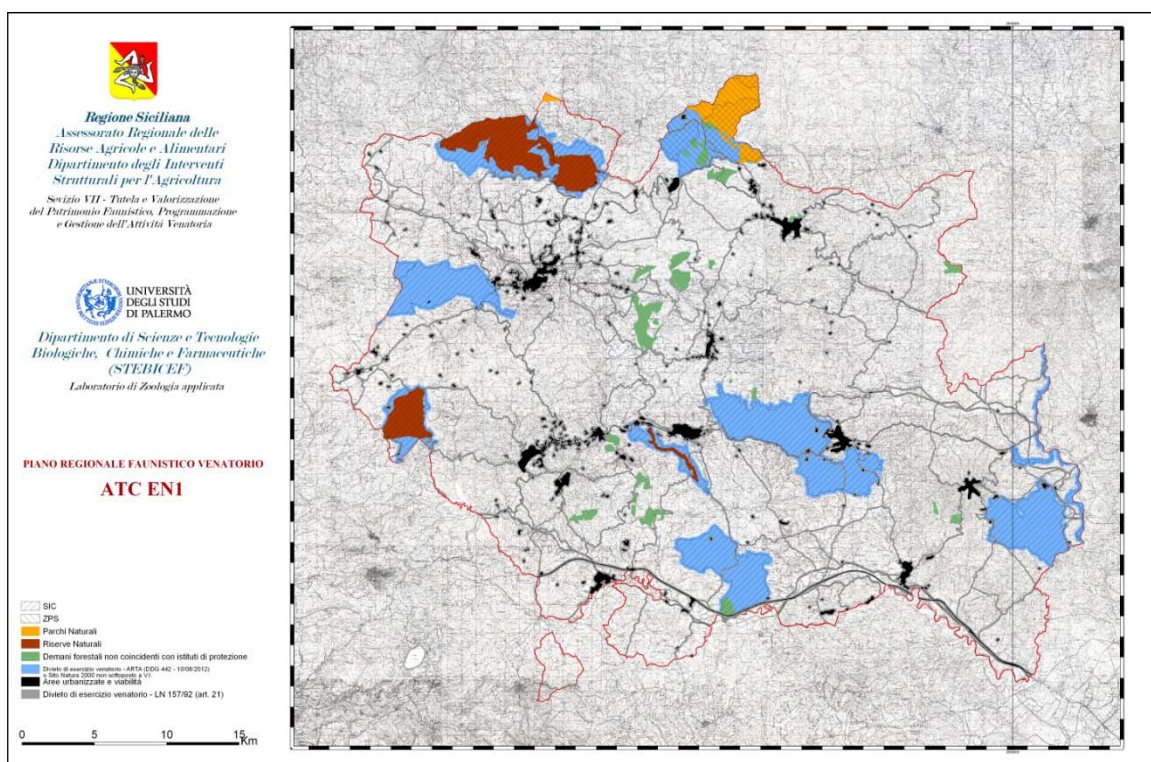 Regione Siciliana
Assessorato Regionale delle
Risorse Agricole e Alimentari
Dipartimento degli Interventi
Strutturali per l'Agricoltura
Sevizio VII - Tutela e Valorizzazione
del Patrimonio Faunistico, Programmazione
e Gestione dell'Attività Venatoria
UNIVERSITÀ
DEGLI STUDI
DI PALERMO
Dipartimento di Scienze e Tecnologie
Biologiche, Chimiche e Farmaceutiche
(STEBICEF)
Laboratorio di Zoologia applicata
PIANO REGIONALE FAUNISTICO VENATORIO
ATC EN1
SIC
ZPS
Parchi Naturali
Riserve Naturali
Demani forestali non coincidenti con istituti di protezione
Divieto di esercizio venatorio - ARTA (DDG 442 - 10/08/2012)
o Sito Natura 2000 non sottoposto a V.I.
Aree urbanizzate e viabilità
Divieto di esercizio venatorio - LN 157/92 (art. 21)
0 5 10 15
Km